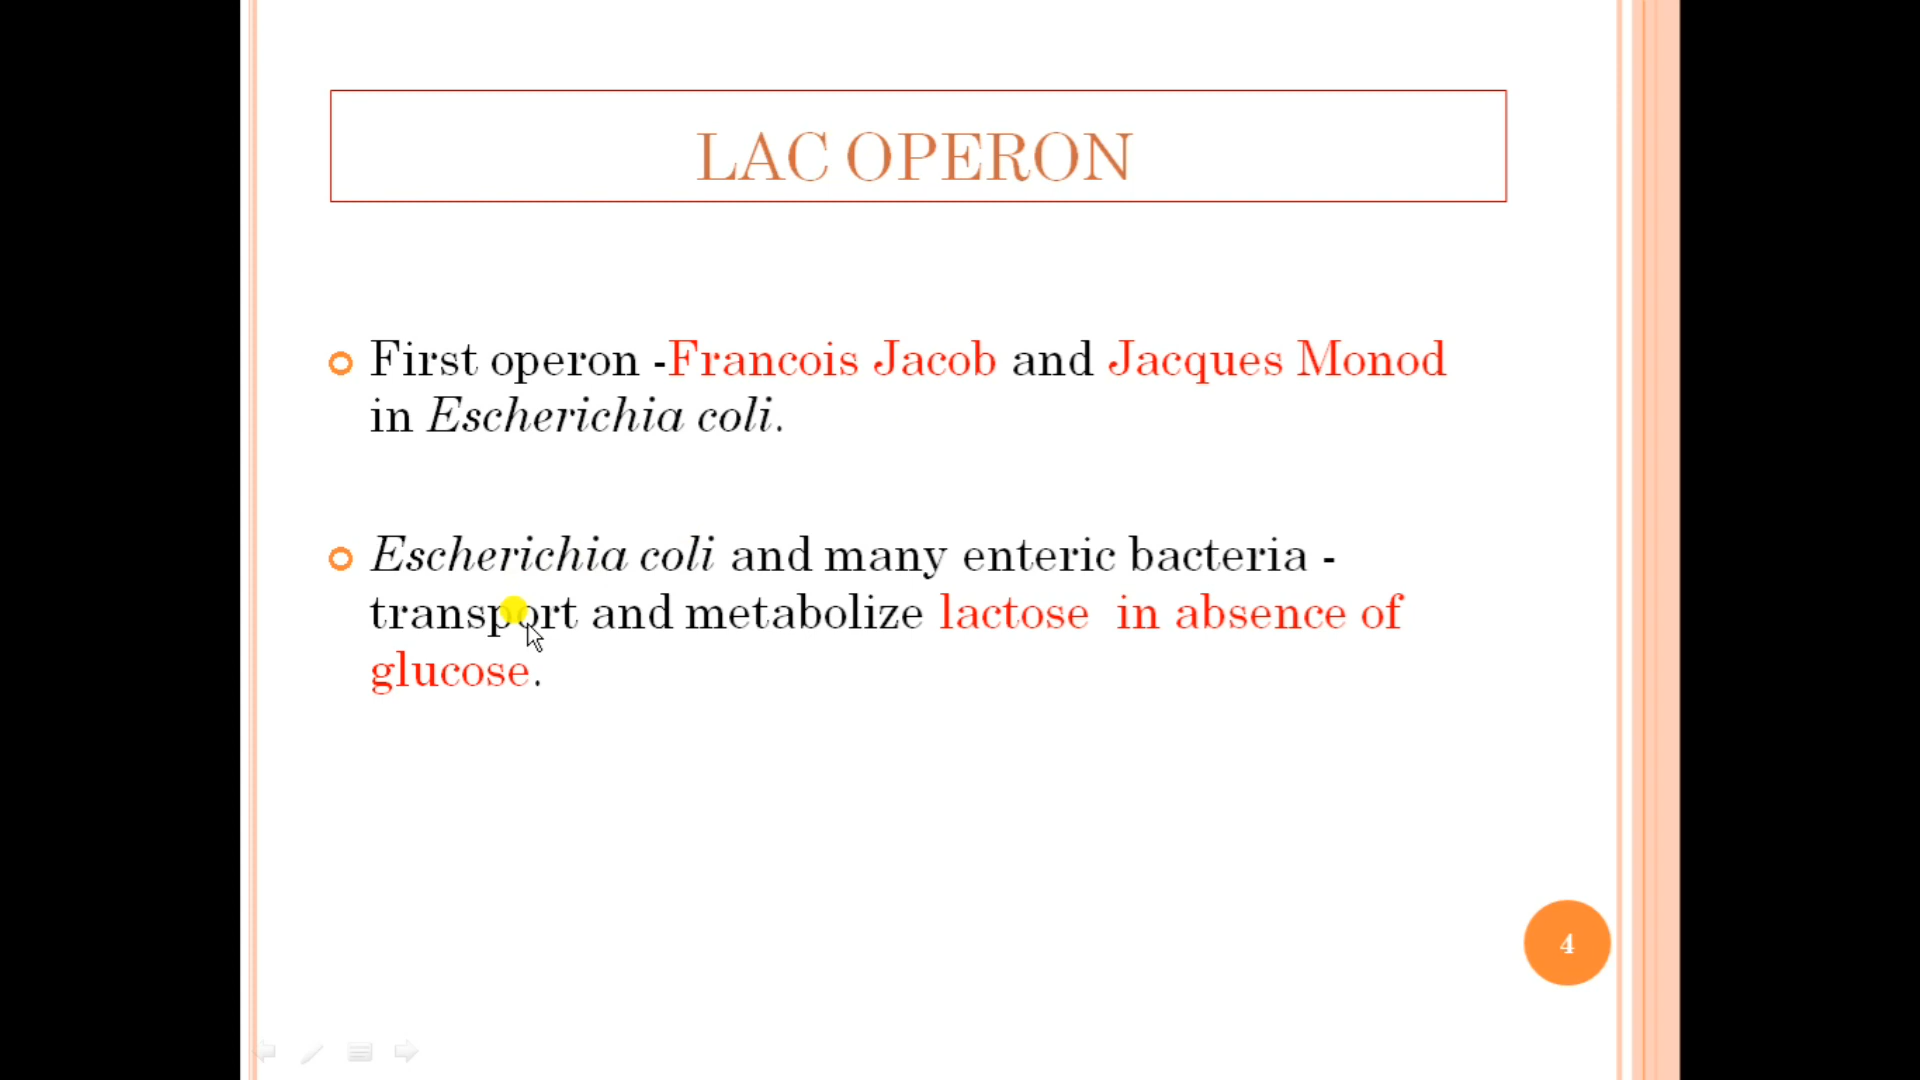 LAC OPERON
First operon -Francois Jacob and Jacques Monod
in Escherichia coli.
Escherichia coli and many enteric bacteria -
transport and metabolize lactose in absence of
glucose.
4